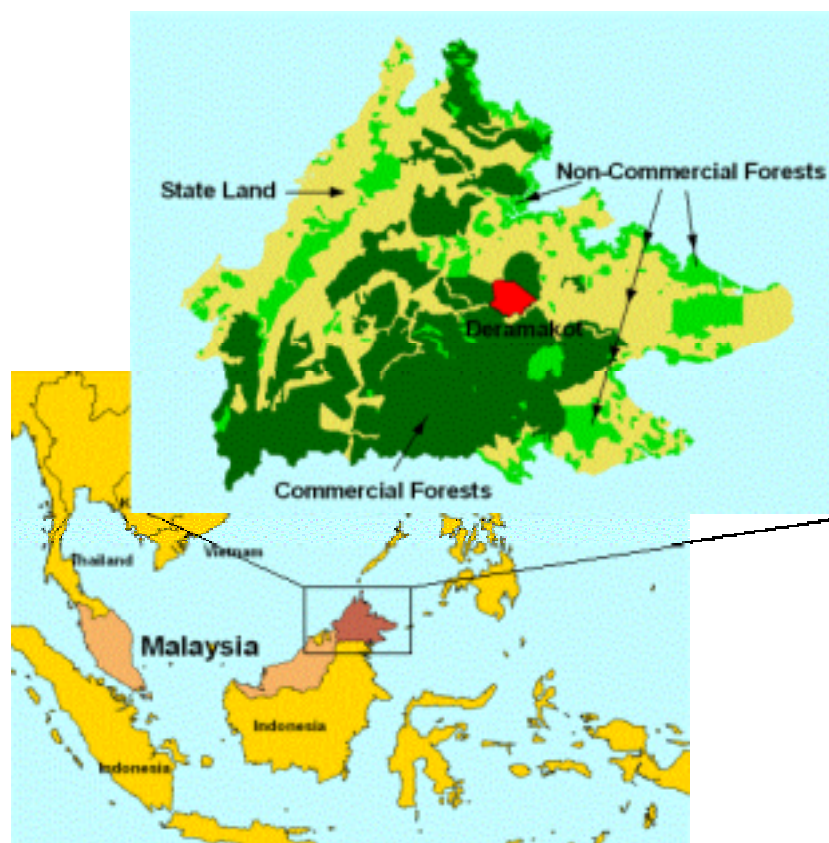 Non-Commercial Forests
State Land
Deramakot
Commercial Forests
K
Thailand
Vietnam
Malaysia
Indonesia
Indonesia